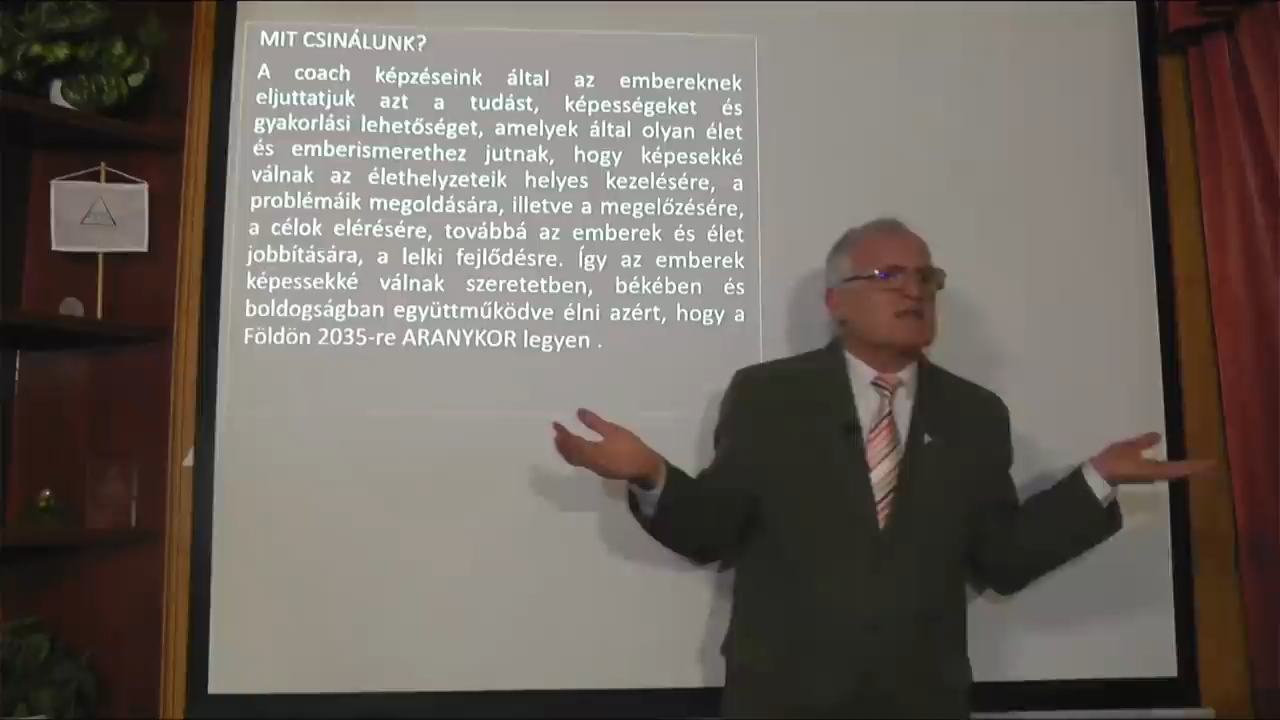 MIT CSINÁLUNK?
A coach képzéseink által az embereknek
eljuttatjuk azt a tudást, képességeket és
gyakorlási lehetőséget, amelyek által olyan élet
és emberismerethez jutnak, hogy képesekké
válnak az élethelyzeteik helyes kezelésére, a
problémáik megoldására, illetve a megelőzésére,
a célok elérésére, továbbá az emberek és élet
jobbítására, a lelki fejlődésre. Így az emberek
képessekké válnak szeretetben, békében és
boldogságban együttműködve élni azért, hogy a
Földön 2035-re ARANYKOR legyen .